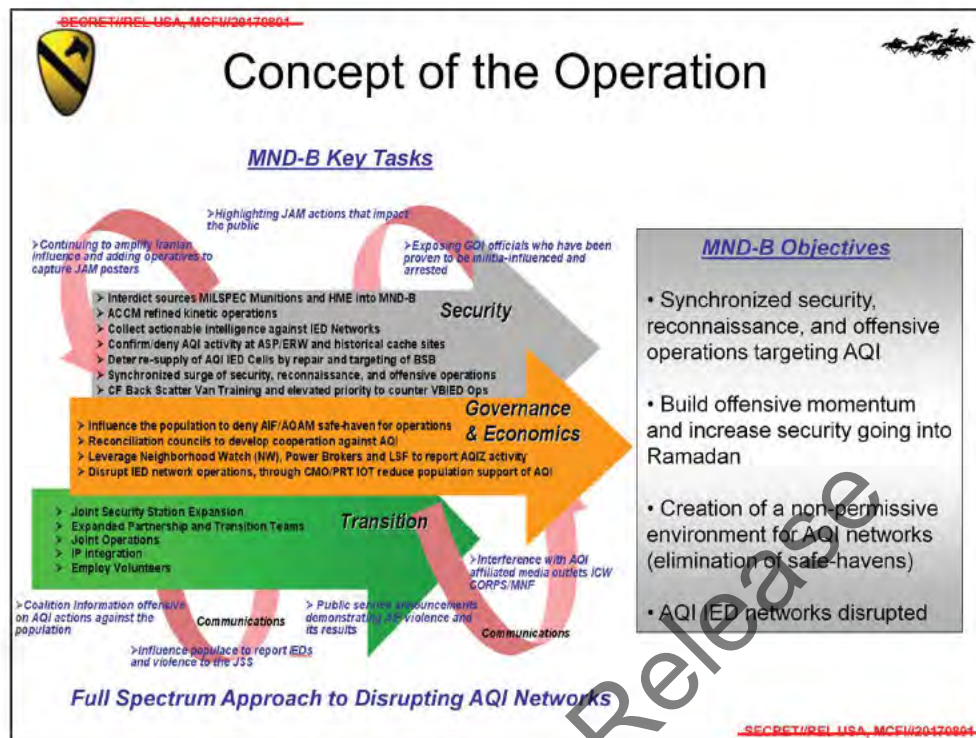 SECRET//REL USA, MCFI//20170801
Concept of the Operation
MND-B Key Tasks
➢Highlighting JAM actions that impact
the public
➢Continuing to amplify Iranian
influence and adding operatives to
capture JAM posters
➢Exposing GOI officials who have been
proven to be militia-influenced and
arrested
Security
➢ Interdict sources MILSPEC Munitions and HME into MND-B
➢ ACCM refined kinetic operations
➢ Collect actionable intelligence against IED Networks
➢ Confirm/deny AQI activity at ASP/ERW and historical cache sites
➢ Deter re-supply of AQI IED Cells by repair and targeting of BSB
➢ Synchronized surge of security, reconnaissance, and offensive operations
➢ CF Back Scatter Van Training and elevated priority to counter VBIED Ops
Governance
& Economics
➢ Influence the population to deny AIF/AQAM safe-haven for operations
➢ Reconciliation councils to develop cooperation against AQI
➢ Leverage Neighborhood Watch (NW), Power Brokers and LSF to report AQIZ activity
➢ Disrupt IED network operations, through CMO/PRT IOT reduce population support of AQI
Transition
➢ Joint Security Station Expansion
➢ Expanded Partnership and Transition Teams
➢ Joint Operations
➢ IP Integration
➢ Employ Volunteers
➢Interference with AQI
affiliated media outlets ICW
CORPS/MNF
➢Coalition Information offensive
on AQI actions against the
population
Communications
➢ Public service announcements
demonstrating AIF violence and
its results
Communications
➢Influence populace to report IEDs
and violence to the JSS
Full Spectrum Approach to Disrupting AQI Networks
MND-B Objectives
• Synchronized security,
reconnaissance, and offensive
operations targeting AQI
• Build offensive momentum
and increase security going into
Ramadan
• Creation of a non-permissive
environment for AQI networks
(elimination of safe-havens)
• AQI IED networks disrupted
Release
SECRET//REL USA, MCFI//20170801